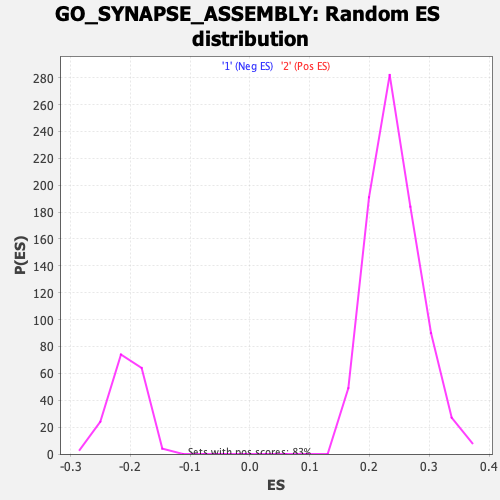 GO_SYNAPSE_ASSEMBLY: Random ES
distribution
'1' (Neg ES) '2' (Pos ES)
280
260
240
220
200
180
160
140
120
100
80
60
40
20
0
P(ES)
Sets with pos scores: 83%
-0.3 -0.2 -0.1 0.0 0.1 0.2 0.3 0.4
ES